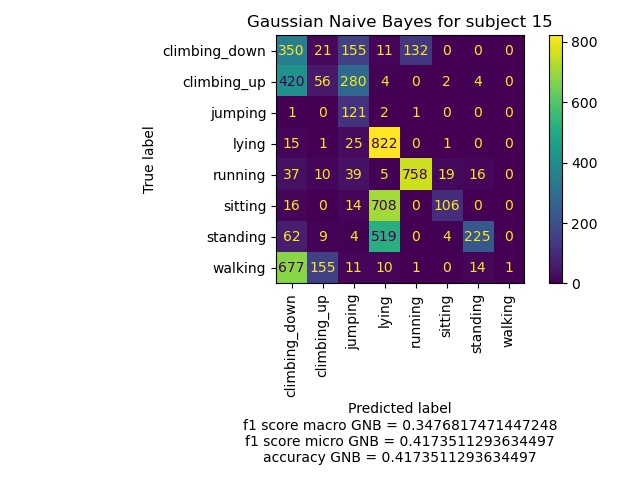 Gaussian Naive Bayes for subject 15
climbing_down 350 21 155 11 132 0 0 0
climbing_up 420 56 280 4 0 2 4 0
jumping 1 0 121 2 1 0 0 0
lying 15 1 25 822 0 1 0 0
running 37 10 39 5 758 19 16 0
sitting 16 0 14 708 0 106 0 0
standing 62 9 4 519 0 4 225 0
walking 677 155 11 10 1 0 14 1
True label
climbing_down climbing_up jumping lying running sitting standing walking
Predicted label
800
600
400
200
0
f1 score macro GNB = 0.3476817471447248
f1 score micro GNB = 0.4173511293634497
accuracy GNB = 0.4173511293634497